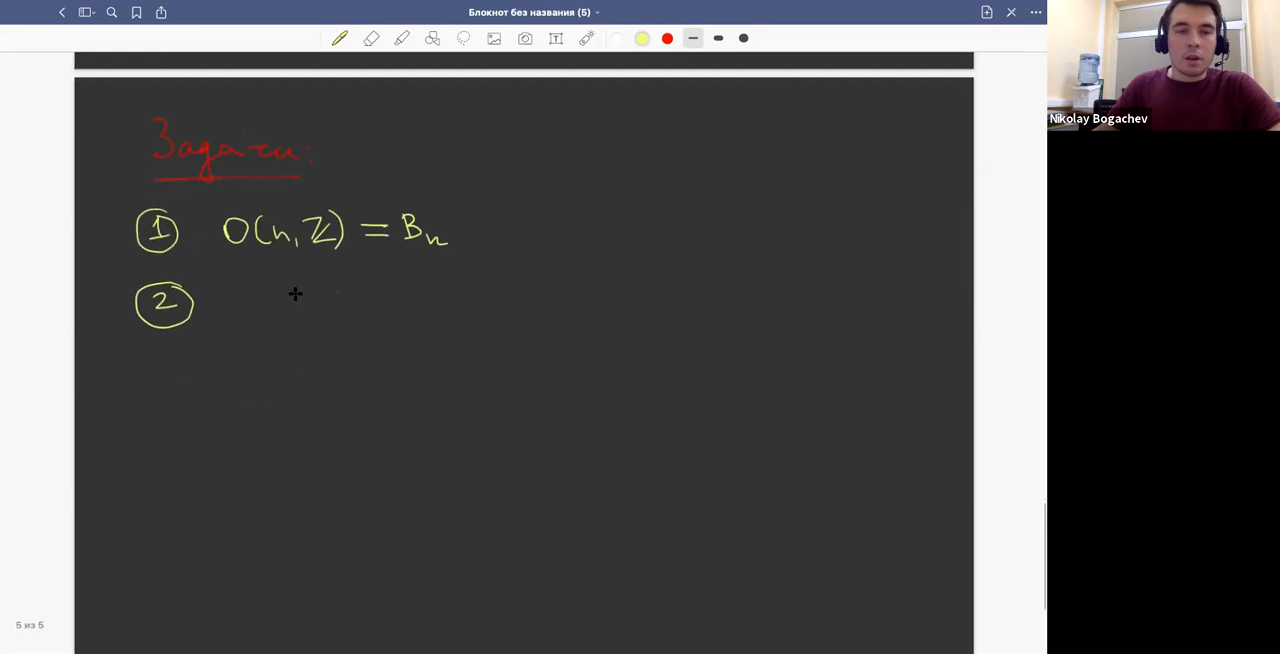 Блокнот без названия (5)
Nikolay Bogachev
Задачи:
1 O(n, ℤ) = Bn
2
5 из 5